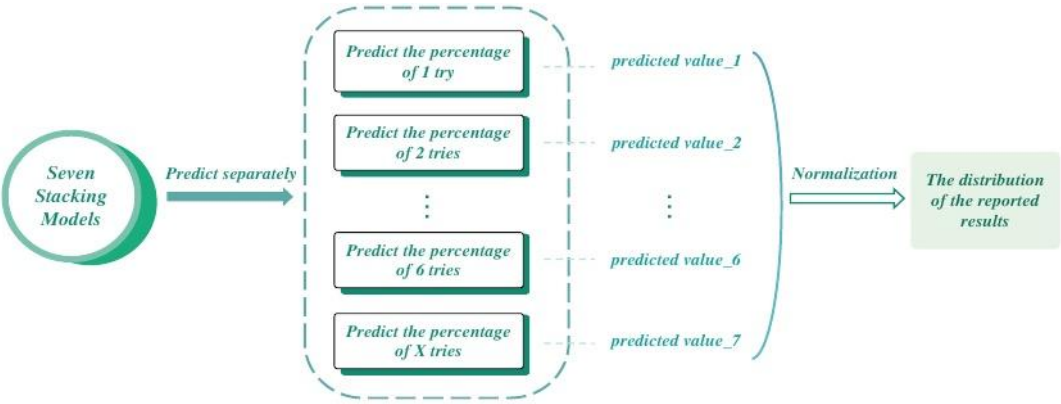 Seven
Stacking
Models
Predict separately
Predict the percentage
of 1 try
Predict the percentage
of 2 tries
⋮
Predict the percentage
of 6 tries
Predict the percentage
of X tries
predicted value_1
predicted value_2
⋮
predicted value_6
predicted value_7
Normalization
The distribution
of the reported
results